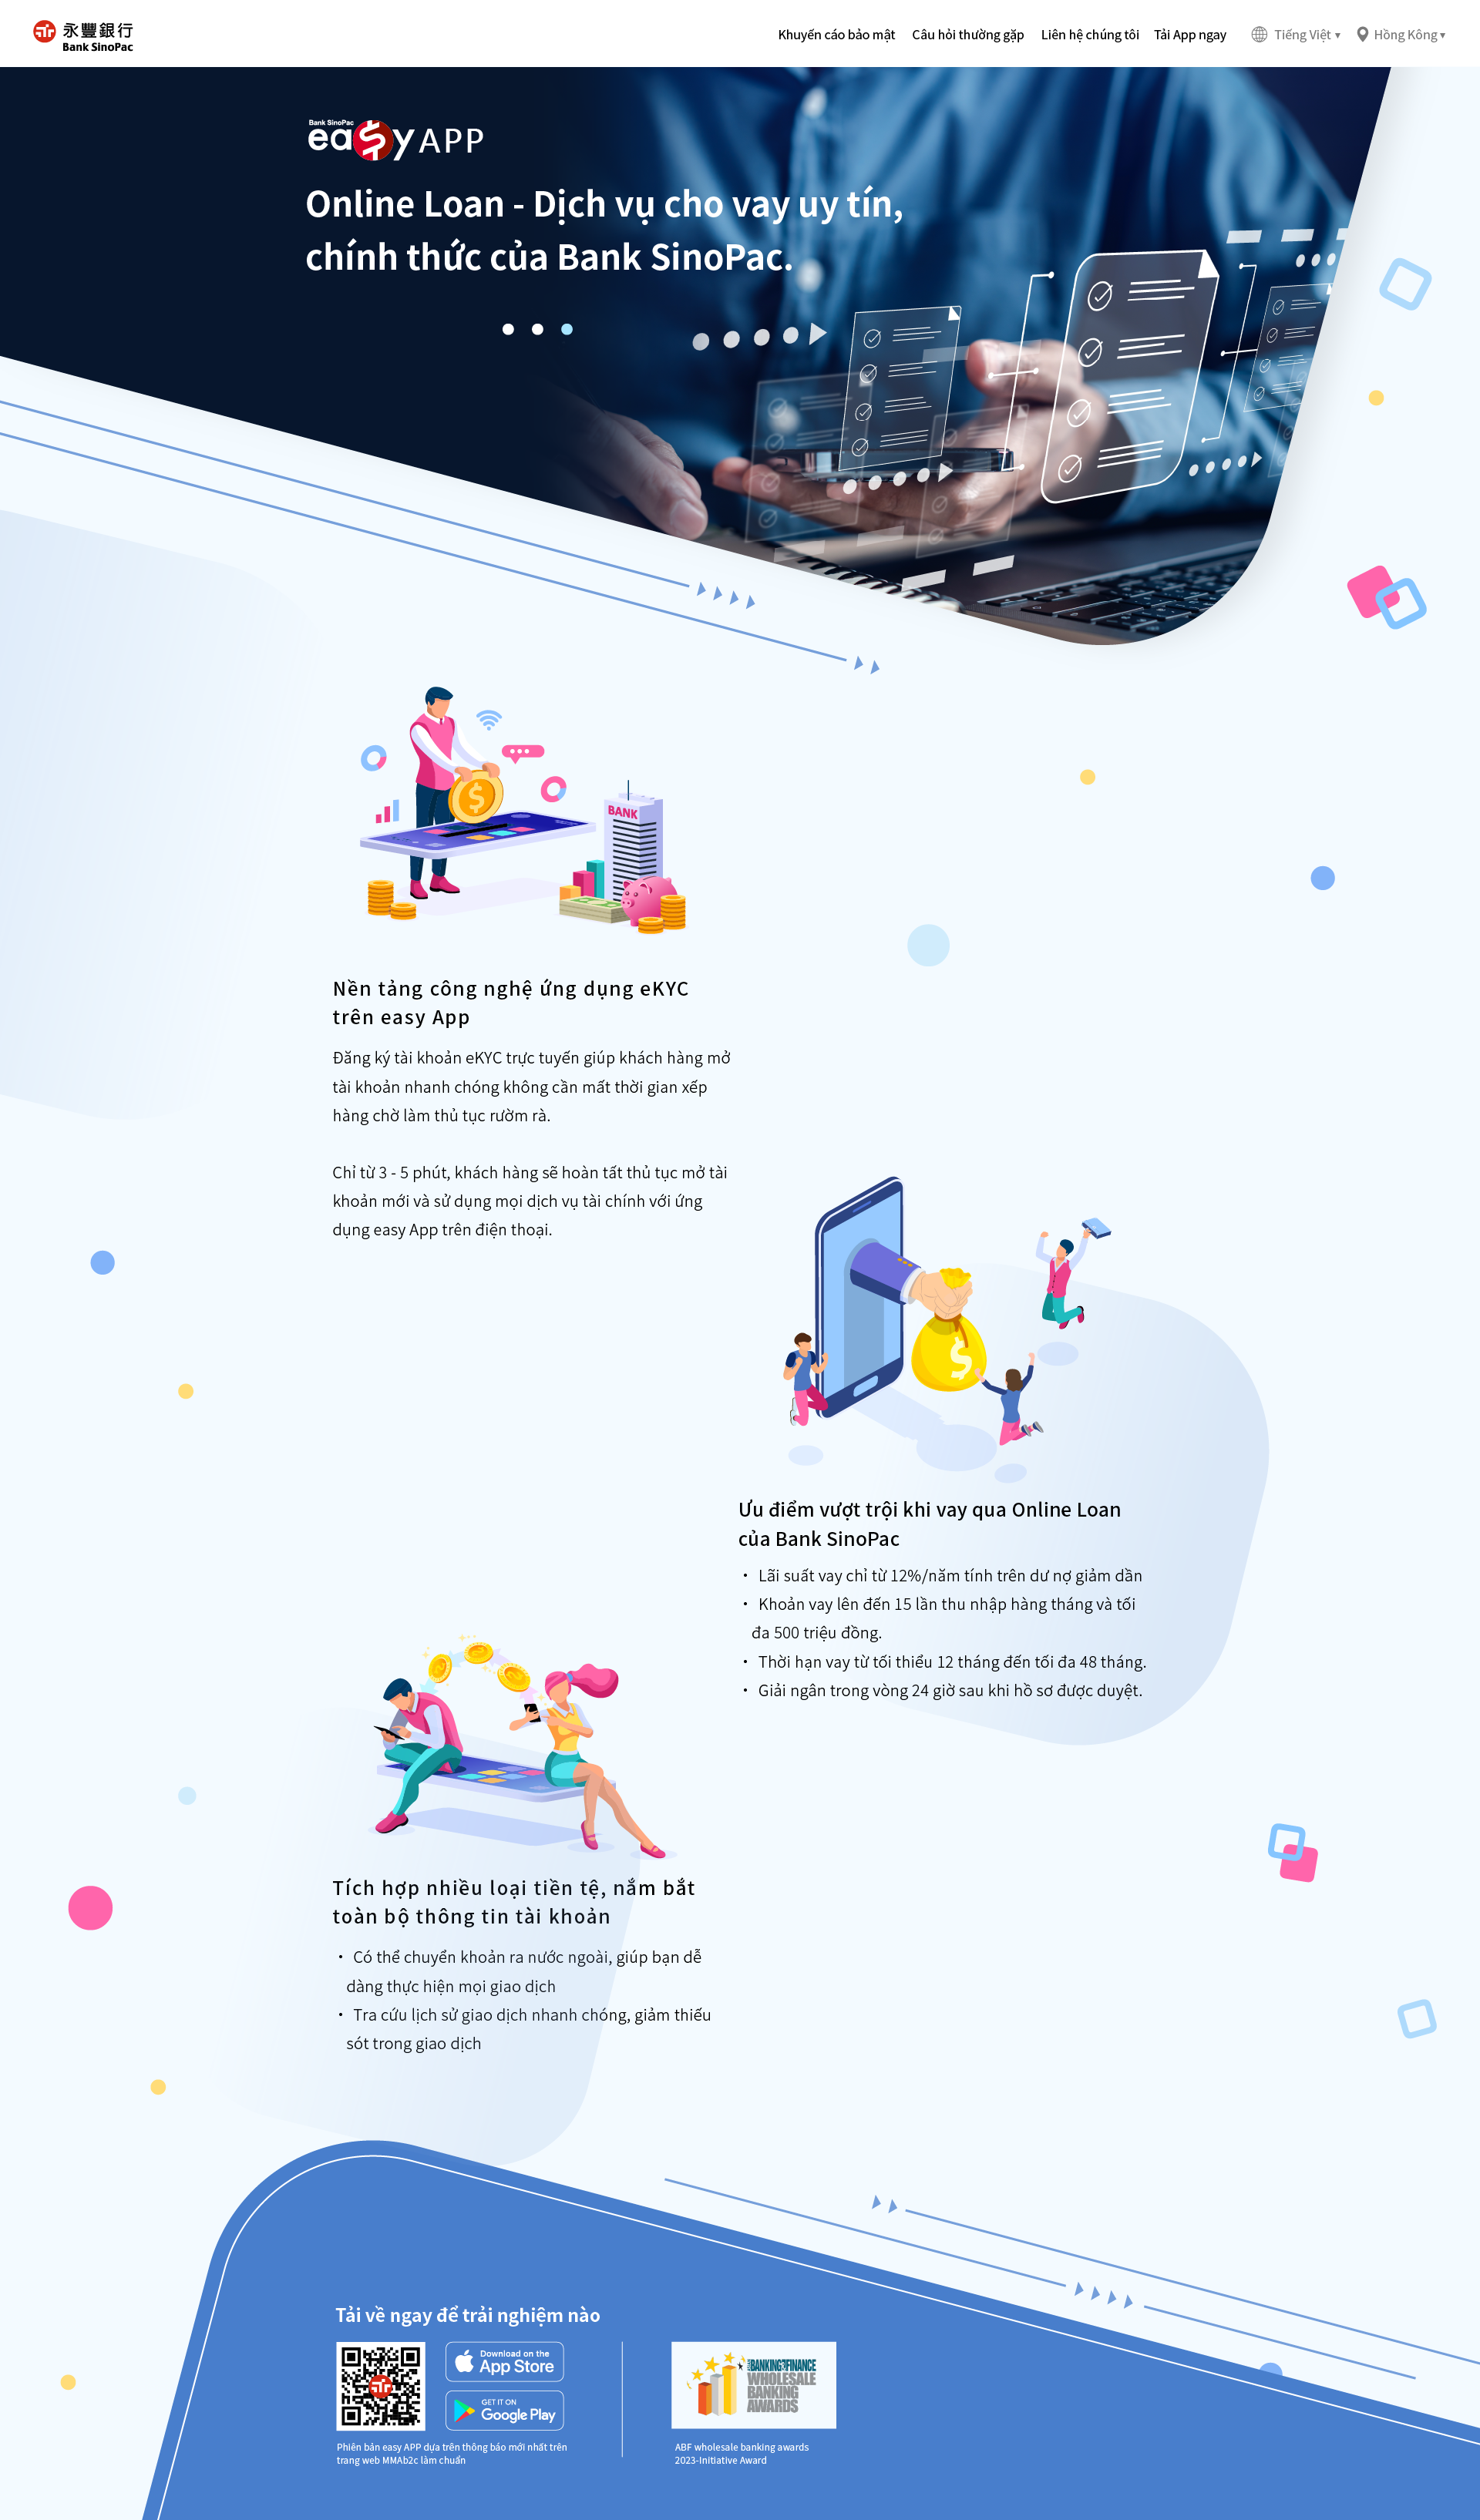 永豐銀行
Bank SinoPac
Khuyến cáo bảo mật Câu hỏi thường gặp Liên hệ chúng tôi Tải App ngay Tiếng Việt ▾ Hồng Kông ▾
Bank SinoPac
ea$y APP
Online Loan - Dịch vụ cho vay uy tín,
chính thức của Bank SinoPac.
BANK
Nền tảng công nghệ ứng dụng eKYC
trên easy App
Đăng ký tài khoản eKYC trực tuyến giúp khách hàng mở
tài khoản nhanh chóng không cần mất thời gian xếp
hàng chờ làm thủ tục rườm rà.
Chỉ từ 3 - 5 phút, khách hàng sẽ hoàn tất thủ tục mở tài
khoản mới và sử dụng mọi dịch vụ tài chính với ứng
dụng easy App trên điện thoại.
Ưu điểm vượt trội khi vay qua Online Loan
của Bank SinoPac
・ Lãi suất vay chỉ từ 12%/năm tính trên dư nợ giảm dần
・ Khoản vay lên đến 15 lần thu nhập hàng tháng và tối
đa 500 triệu đồng.
・ Thời hạn vay từ tối thiểu 12 tháng đến tối đa 48 tháng.
・ Giải ngân trong vòng 24 giờ sau khi hồ sơ được duyệt.
Tích hợp nhiều loại tiền tệ, nắm bắt
toàn bộ thông tin tài khoản
・ Có thể chuyển khoản ra nước ngoài, giúp bạn dễ
dàng thực hiện mọi giao dịch
・ Tra cứu lịch sử giao dịch nhanh chóng, giảm thiếu
sót trong giao dịch
Tải về ngay để trải nghiệm nào
Download on the
App Store
GET IT ON
Google Play
Phiên bản easy APP dựa trên thông báo mới nhất trên
trang web MMAb2c làm chuẩn
BANKING&FINANCE
WHOLESALE
BANKING
AWARDS
ABF wholesale banking awards
2023-Initiative Award